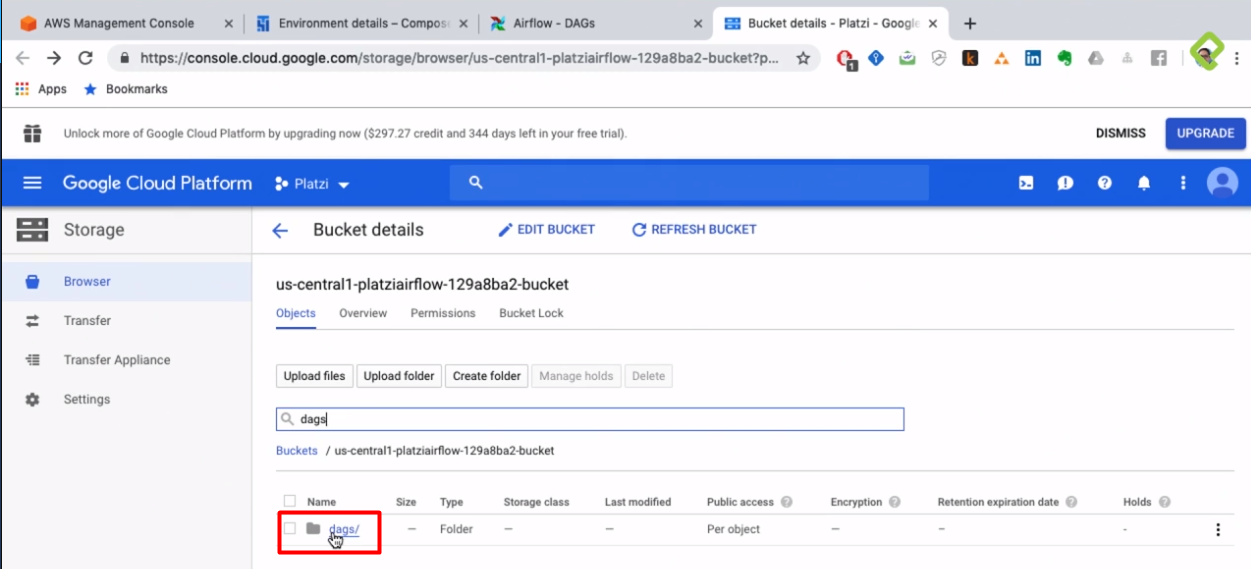 AWS Management Console
Environment details – Compos
Airflow - DAGs
Bucket details - Platzi - Google
https://console.cloud.google.com/storage/browser/us-central1-platziairflow-129a8ba2-bucket?p...
1
Apps Bookmarks
Unlock more of Google Cloud Platform by upgrading now ($297.27 credit and 344 days left in your free trial).
DISMISS UPGRADE
Google Cloud Platform Platzi
Storage
Bucket details EDIT BUCKET REFRESH BUCKET
Browser
Transfer
Transfer Appliance
Settings
us-central1-platziairflow-129a8ba2-bucket
Objects Overview Permissions Bucket Lock
Upload files Upload folder Create folder Manage holds Delete
dags
Buckets / us-central1-platziairflow-129a8ba2-bucket
Name Size Type Storage class Last modified Public access Encryption Retention expiration date Holds
dags/ — Folder — — Per object — – -